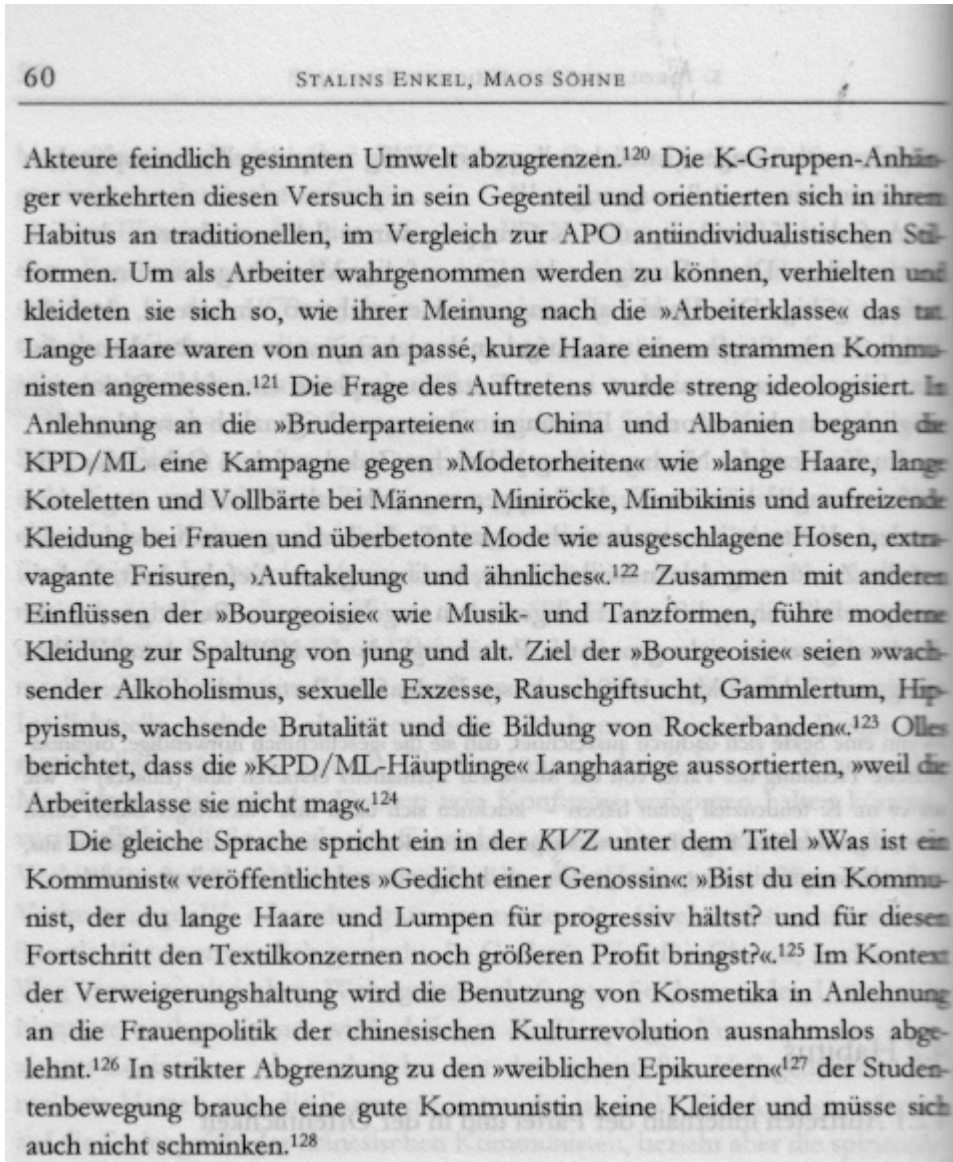 60 STALINS ENKEL, MAOS SÖHNE
Akteure feindlich gesinnten Umwelt abzugrenzen.120 Die K-Gruppen-Anhän-
ger verkehrten diesen Versuch in sein Gegenteil und orientierten sich in ihrem
Habitus an traditionellen, im Vergleich zur APO antiindividualistischen Stil-
formen. Um als Arbeiter wahrgenommen werden zu können, verhielten und
kleideten sie sich so, wie ihrer Meinung nach die »Arbeiterklasse« das tat.
Lange Haare waren von nun an passé, kurze Haare einem strammen Kommu-
nisten angemessen.121 Die Frage des Auftretens wurde streng ideologisiert. In
Anlehnung an die »Bruderparteien« in China und Albanien begann die
KPD/ML eine Kampagne gegen »Modetorheiten« wie »lange Haare, lange
Koteletten und Vollbärte bei Männern, Miniröcke, Minibikinis und aufreizende
Kleidung bei Frauen und überbetonte Mode wie ausgeschlagene Hosen, extra-
vagante Frisuren, ›Auftakelung‹ und ähnliches«.122 Zusammen mit anderen
Einflüssen der »Bourgeoisie« wie Musik- und Tanzformen, führe moderne
Kleidung zur Spaltung von jung und alt. Ziel der »Bourgeoisie« seien »wach-
sender Alkoholismus, sexuelle Exzesse, Rauschgiftsucht, Gammlertum, Hip-
pyismus, wachsende Brutalität und die Bildung von Rockerbanden«.123 Olles
berichtet, dass die »KPD/ML-Häuptlinge« Langhaarige aussortierten, »weil die
Arbeiterklasse sie nicht mag«.124
Die gleiche Sprache spricht ein in der KVZ unter dem Titel »Was ist ein
Kommunist« veröffentlichtes »Gedicht einer Genossin«: »Bist du ein Kommu-
nist, der du lange Haare und Lumpen für progressiv hältst? und für diesen
Fortschritt den Textilkonzernen noch größeren Profit bringst?«.125 Im Kontext
der Verweigerungshaltung wird die Benutzung von Kosmetika in Anlehnung
an die Frauenpolitik der chinesischen Kulturrevolution ausnahmslos abge-
lehnt.126 In strikter Abgrenzung zu den »weiblichen Epikureern«127 der Studen-
tenbewegung brauche eine gute Kommunistin keine Kleider und müsse sich
auch nicht schminken.128